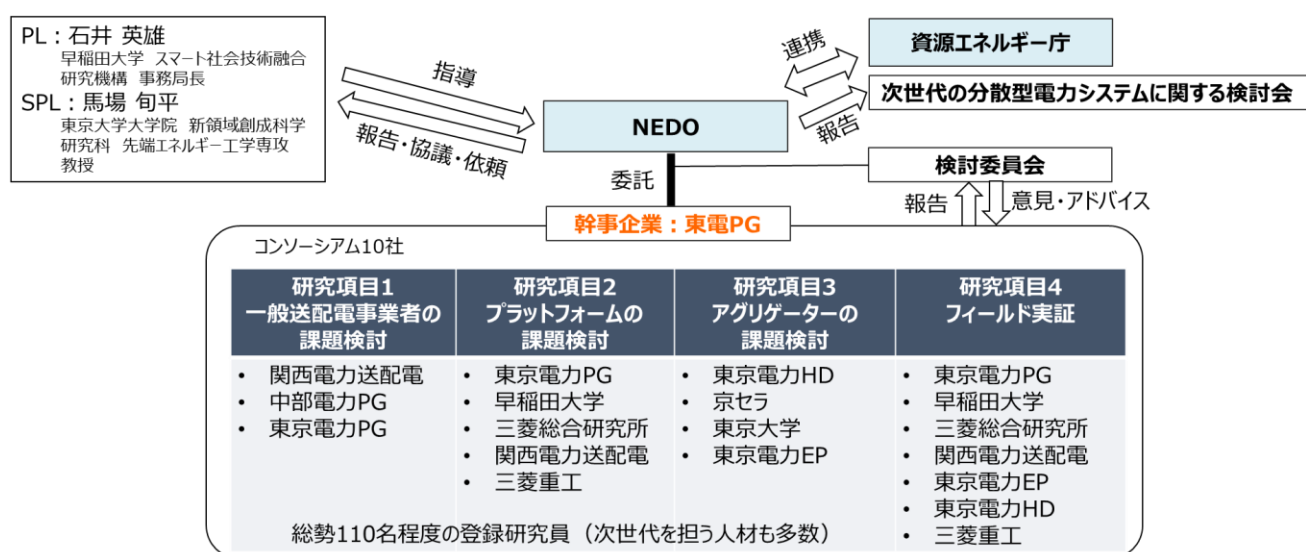 PL：石井 英雄
早稲田大学 スマート社会技術融合
研究機構 事務局長
SPL：馬場 旬平
東京大学大学院 新領域創成科学
研究科 先端エネルギー工学専攻
教授
指導
報告・協議・依頼
NEDO
連携
報告
資源エネルギー庁
次世代の分散型電力システムに関する検討会
検討委員会
委託
報告
意見・アドバイス
幹事企業：東電PG
コンソーシアム10社
研究項目1
一般送配電事業者の
課題検討
• 関西電力送配電
• 中部電力PG
• 東京電力PG
研究項目2
プラットフォームの
課題検討
• 東京電力PG
• 早稲田大学
• 三菱総合研究所
• 関西電力送配電
• 三菱重工
研究項目3
アグリゲーターの
課題検討
• 東京電力HD
• 京セラ
• 東京大学
• 東京電力EP
研究項目4
フィールド実証
• 東京電力PG
• 早稲田大学
• 三菱総合研究所
• 関西電力送配電
• 東京電力EP
• 東京電力HD
• 三菱重工
総勢110名程度の登録研究員（次世代を担う人材も多数）